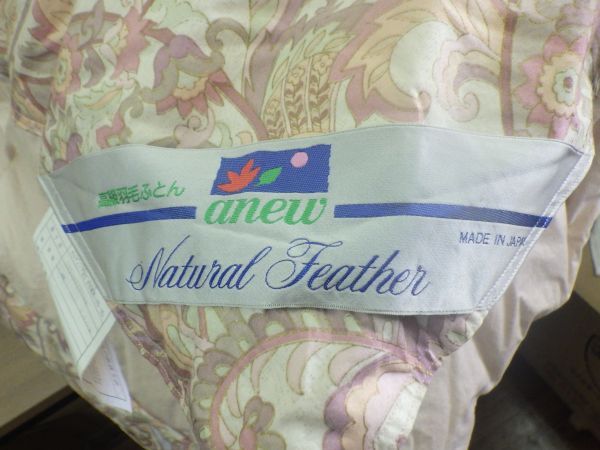 高級羽毛ふとん
anew
MADE IN JAPAN
Natural Feather